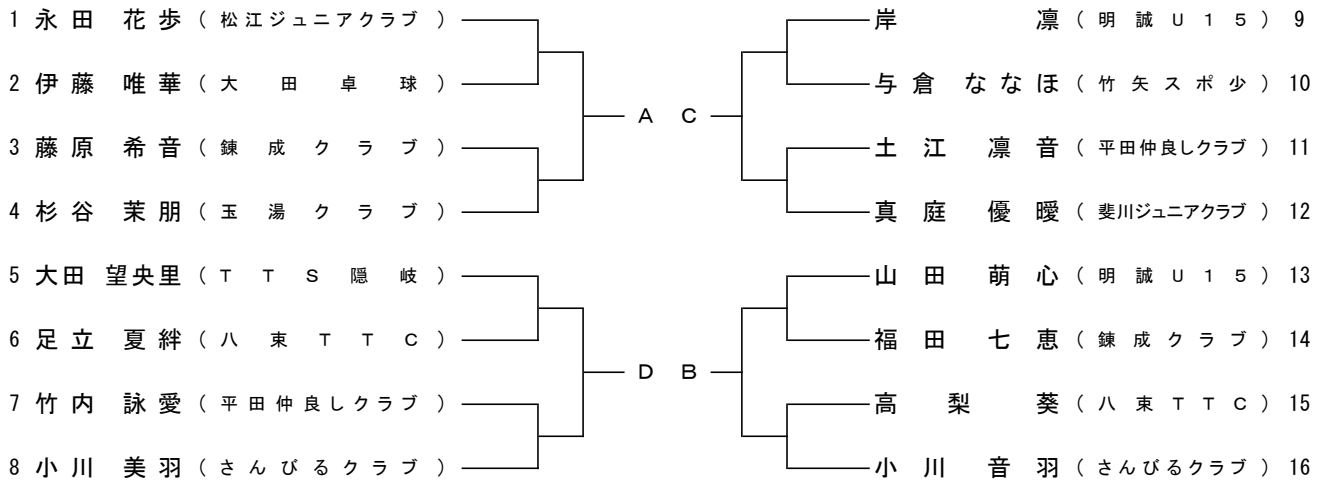 1 永田 花歩 (松江ジュニアクラブ)
2 伊藤 唯華 (大田卓球)
A
3 藤原 希音 (錬成クラブ)
4 杉谷 茉朋 (玉湯クラブ)
5 大田 望央里 (TTS隠岐)
6 足立 夏絆 (八束TTC)
D
7 竹内 詠愛 (平田仲良しクラブ)
8 小川 美羽 (さんびるクラブ)
岸 凛 (明誠U15) 9
与倉 ななほ (竹矢スポ少) 10
C
土江 凛音 (平田仲良しクラブ) 11
真庭 優曖 (斐川ジュニアクラブ) 12
山田 萌心 (明誠U15) 13
福田 七恵 (錬成クラブ) 14
B
高梨 葵 (八束TTC) 15
小川 音羽 (さんびるクラブ) 16